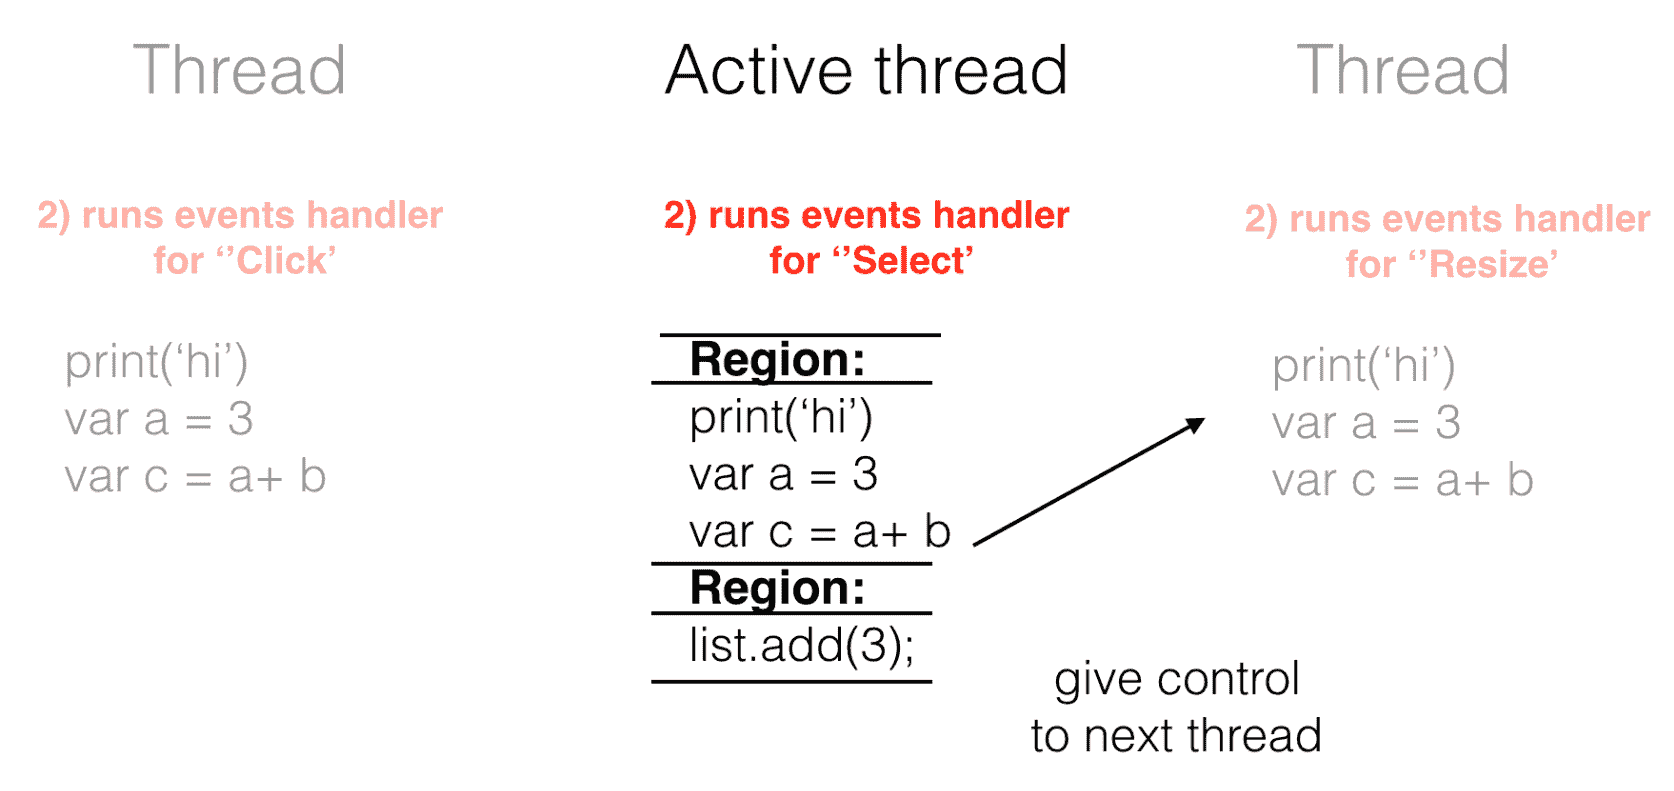 Thread
2) runs events handler
for ‘’Click’
print(‘hi’)
var a = 3
var c = a+ b
Active thread
2) runs events handler
for ‘’Select’
Region:
print(‘hi’)
var a = 3
var c = a+ b
Region:
list.add(3);
give control
to next thread
Thread
2) runs events handler
for ‘’Resize’
print(‘hi’)
var a = 3
var c = a+ b